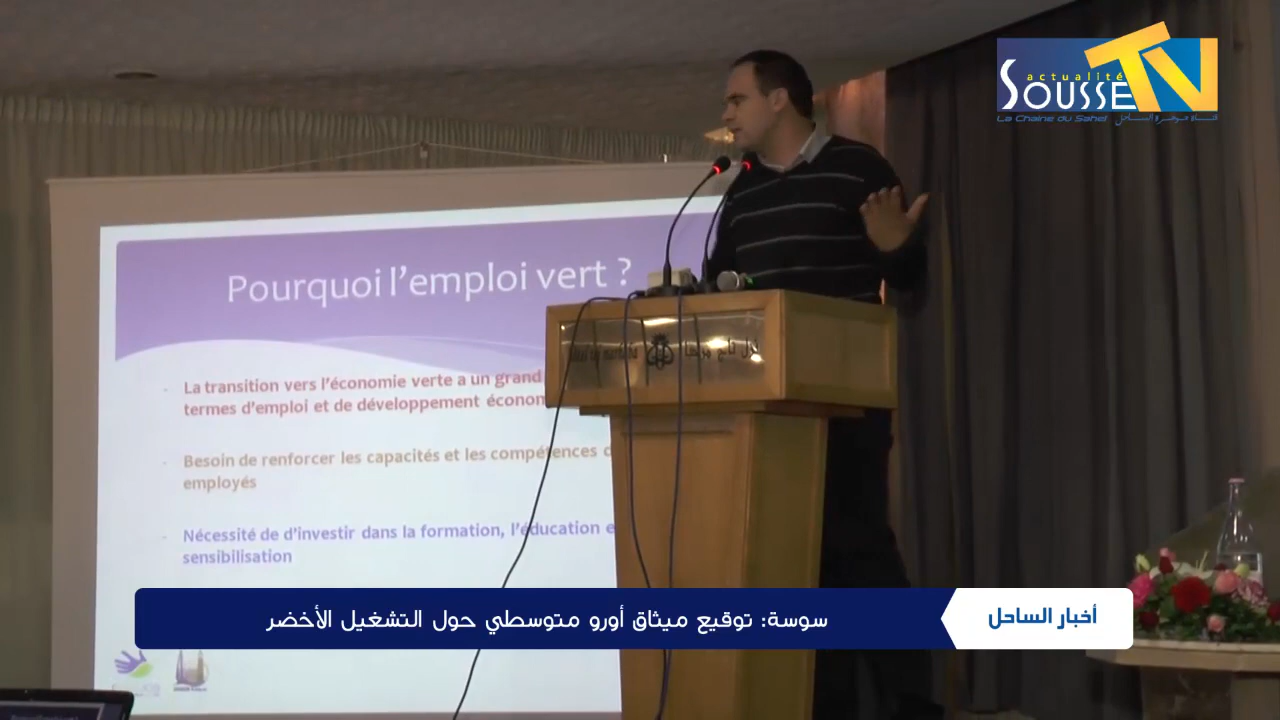 actualité
SOUSSE TV
La Chaine du Sahel
Pourquoi l'emploi vert ?
- La transition vers l'économie verte a un grand
termes d'emploi et de développement économ
- Besoin de renforcer les capacités et les compétences
employés
- Nécessité de d'investir dans la formation, l'éducation e
sensibilisation
أخبار الساحل
سوسة: توقيع ميثاق أورو متوسطي حول التشغيل الأخضر